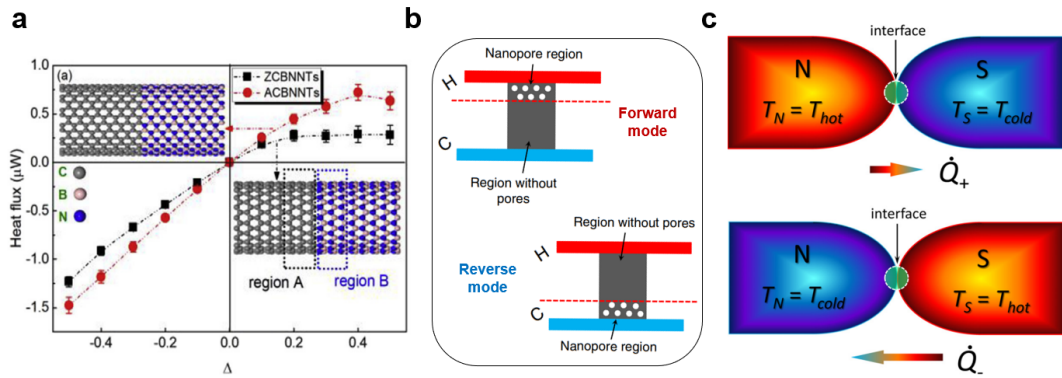 a
(a)
ZCBNNTs
ACBNNTs
1.0
0.5
0.0
-0.5
-1.0
-1.5
Heat flux (μW)
C
B
N
region A
region B
-0.4
-0.2
0.0
0.2
0.4
Δ
b
Nanopore region
H
Forward
mode
C
Region without
pores
Region without pores
H
Reverse
mode
C
Nanopore region
c
interface
N
S
T_N = T_hot
T_S = T_cold
Q̇_+
interface
N
S
T_N = T_cold
T_S = T_hot
Q̇_-